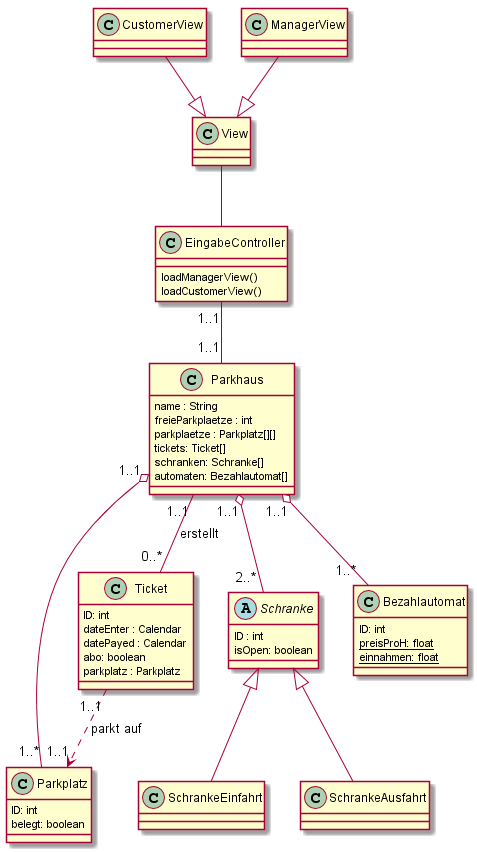 C CustomerView
C ManagerView
C View
C EingabeController
loadManagerView()
loadCustomerView()
1..1
1..1
C Parkhaus
name : String
freieParkplaetze : int
parkplaetze : Parkplatz[][]
tickets: Ticket[]
schranken: Schranke[]
automaten: Bezahlautomat[]
1..1
1..1
1..1
1..1
erstellt
0..*
2..*
1..*
C Ticket
ID: int
dateEnter : Calendar
datePayed : Calendar
abo: boolean
parkplatz : Parkplatz
A Schranke
ID : int
isOpen: boolean
C Bezahlautomat
ID: int
preisProH: float
einnahmen: float
1..1
parkt auf
1..*
1..1
C Parkplatz
ID: int
belegt: boolean
C SchrankeEinfahrt
C SchrankeAusfahrt